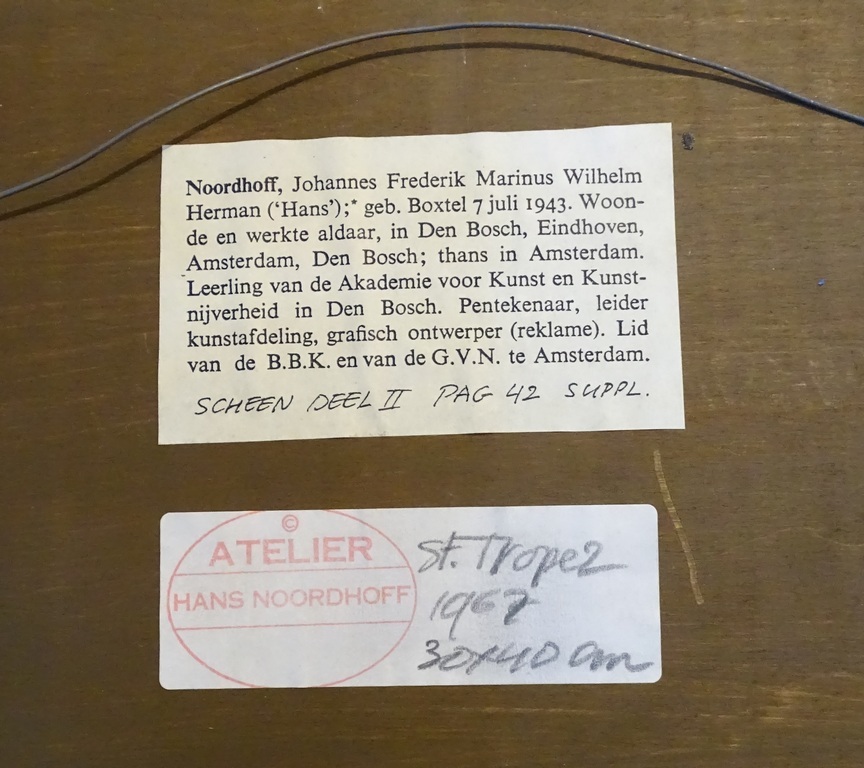 Noordhoff, Johannes Frederik Marinus Wilhelm
Herman (‘Hans’);* geb. Boxtel 7 juli 1943. Woon-
de en werkte aldaar, in Den Bosch, Eindhoven,
Amsterdam, Den Bosch; thans in Amsterdam.
Leerling van de Akademie voor Kunst en Kunst-
nijverheid in Den Bosch. Pentekenaar, leider
kunstafdeling, grafisch ontwerper (reklame). Lid
van de B.B.K. en van de G.V.N. te Amsterdam.
SCHEEN DEEL II PAG 42 SUPPL.
©
ATELIER
HANS NOORDHOFF
St. Tropez
1967
30x40 cm